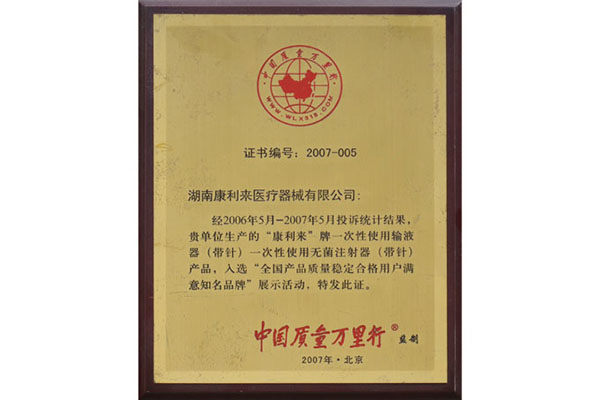 中国质量万里行
WWW.WLX315.COM
证书编号：2007-005
湖南康利来医疗器械有限公司：
经2006年5月—2007年5月投诉统计结果，
贵单位生产的“康利来”牌一次性使用输液
器（带针）一次性使用无菌注射器（带针）
产品，入选“全国产品质量稳定合格用户满
意知名品牌”展示活动，特发此证。
中国质量万里行® 监制
2007年·北京